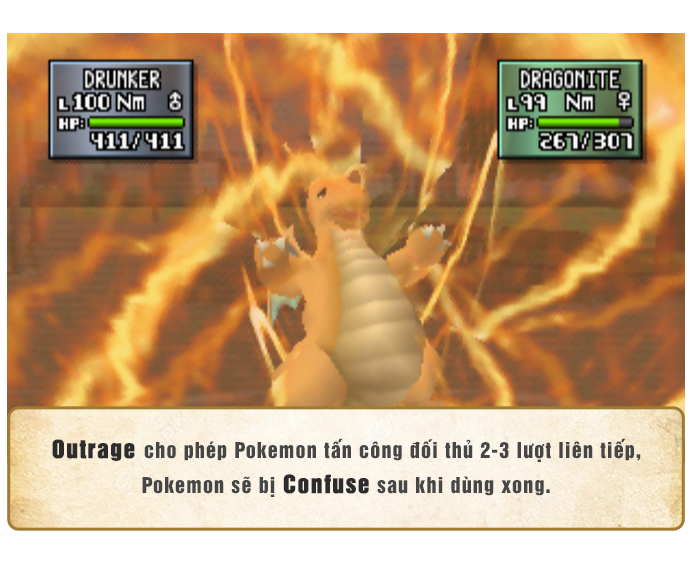 DRUNKER
L100 Nm ♂
HP:
411/411
DRAGONITE
L99 Nm ♀
HP:
267/307
Outrage cho phép Pokemon tấn công đối thủ 2-3 lượt liên tiếp,
Pokemon sẽ bị Confuse sau khi dùng xong.